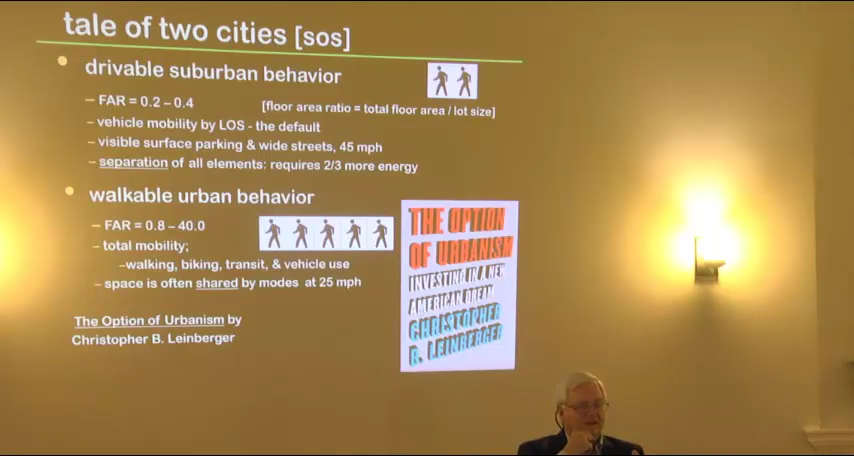 tale of two cities [sos]
• drivable suburban behavior
– FAR = 0.2 – 0.4 [floor area ratio = total floor area / lot size]
– vehicle mobility by LOS - the default
– visible surface parking & wide streets, 45 mph
– separation of all elements: requires 2/3 more energy
• walkable urban behavior
– FAR = 0.8 – 40.0
– total mobility;
–walking, biking, transit, & vehicle use
– space is often shared by modes at 25 mph
The Option of Urbanism by
Christopher B. Leinberger
THE OPTION
OF URBANISM
INVESTING IN A NEW
AMERICAN DREAM
CHRISTOPHER
B. LEINBERGER